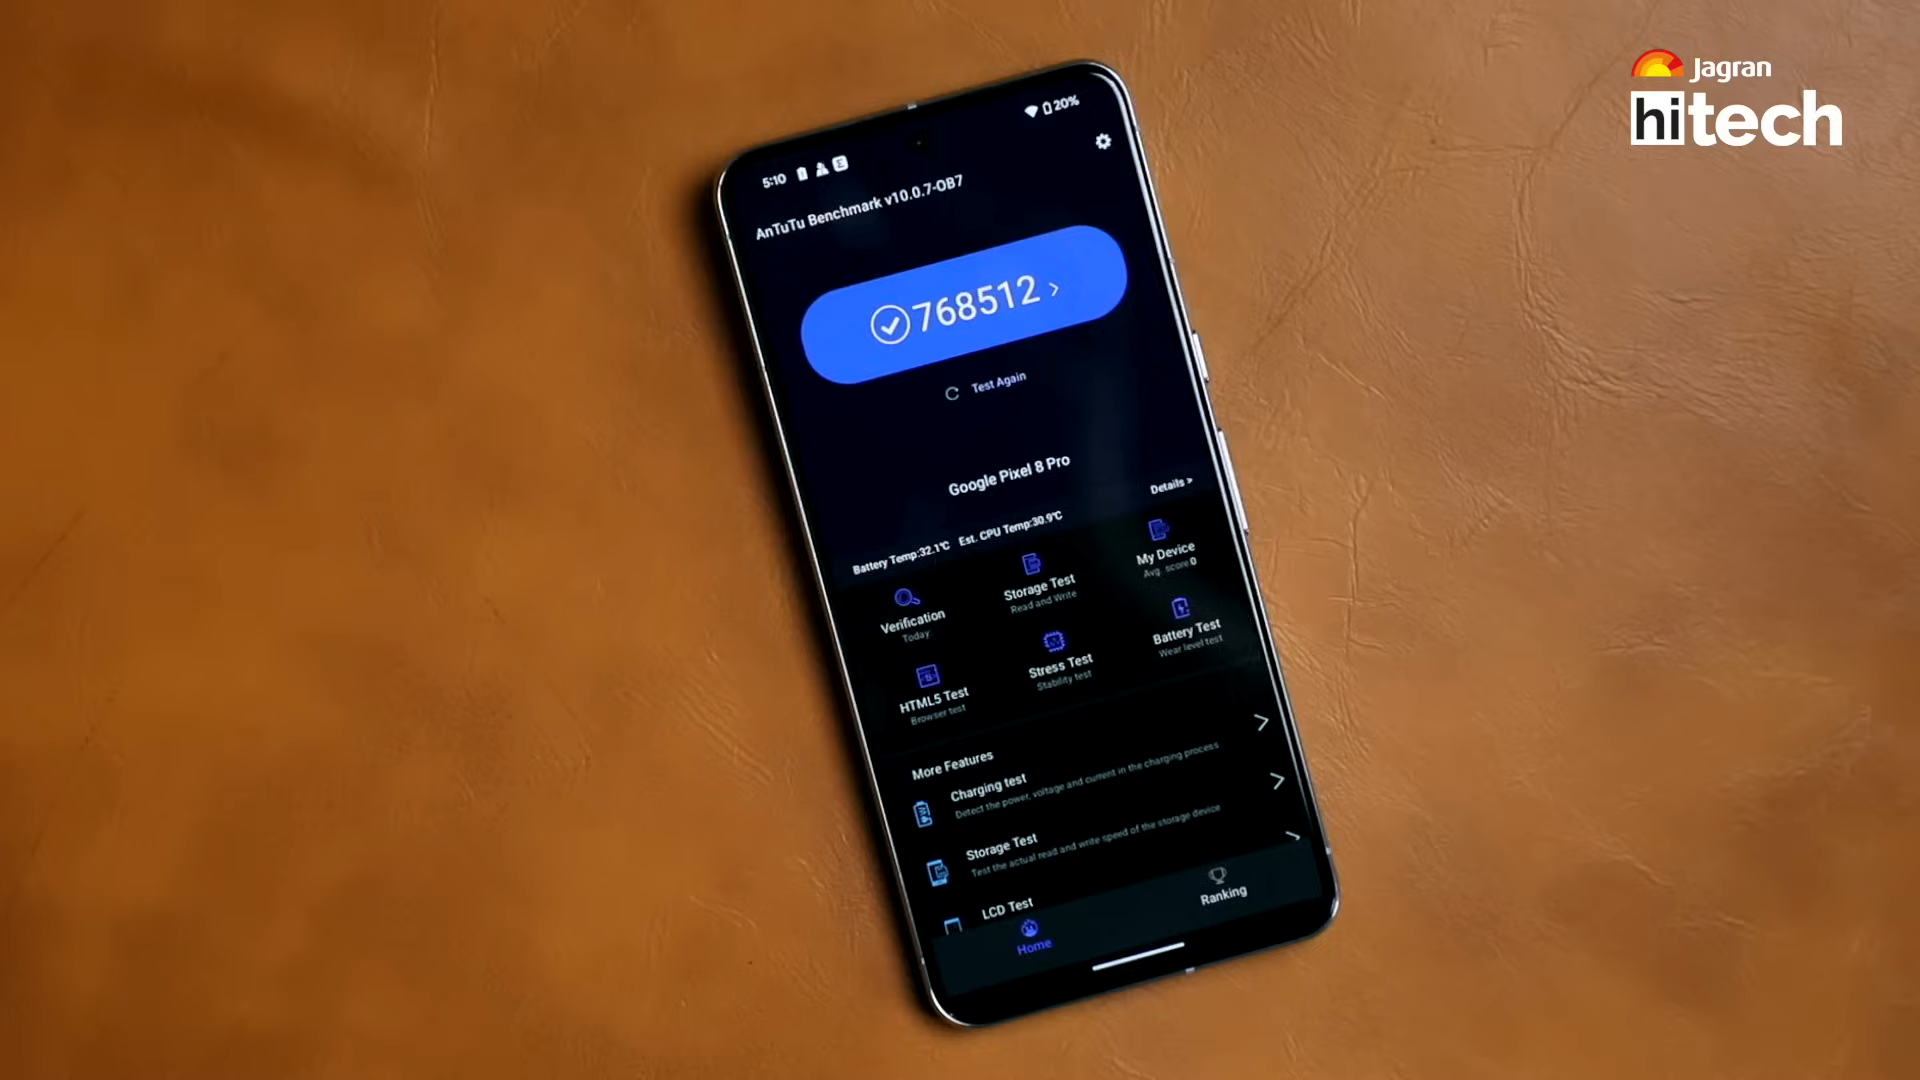 Jagran
hitech
5:10
20%
AnTuTu Benchmark v10.0.7-OB7
768512
Test Again
Google Pixel 8 Pro
Details >
Battery Temp:32.1℃ Est. CPU Temp:30.9℃
Verification
Today
Storage Test
Read and Write
My Device
Avg. score0
HTML5 Test
Browser test
Stress Test
Stability test
Battery Test
Wear level test
More Features
Charging test
Detect the power, voltage and current in the charging process
Storage Test
Test the actual read and write speed of the storage device
LCD Test
Home
Ranking